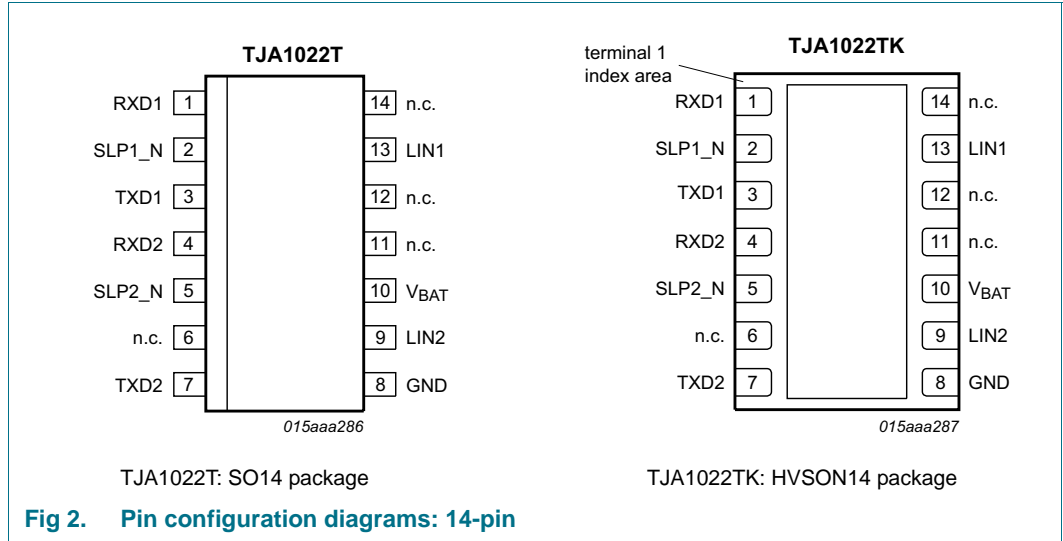 TJA1022T
RXD1 1
SLP1_N 2
TXD1 3
RXD2 4
SLP2_N 5
n.c. 6
TXD2 7
14 n.c.
13 LIN1
12 n.c.
11 n.c.
10 VBAT
9 LIN2
8 GND
015aaa286
TJA1022T: SO14 package
TJA1022TK
terminal 1
index area
RXD1 1
SLP1_N 2
TXD1 3
RXD2 4
SLP2_N 5
n.c. 6
TXD2 7
14 n.c.
13 LIN1
12 n.c.
11 n.c.
10 VBAT
9 LIN2
8 GND
015aaa287
TJA1022TK: HVSON14 package
Fig 2. Pin configuration diagrams: 14-pin